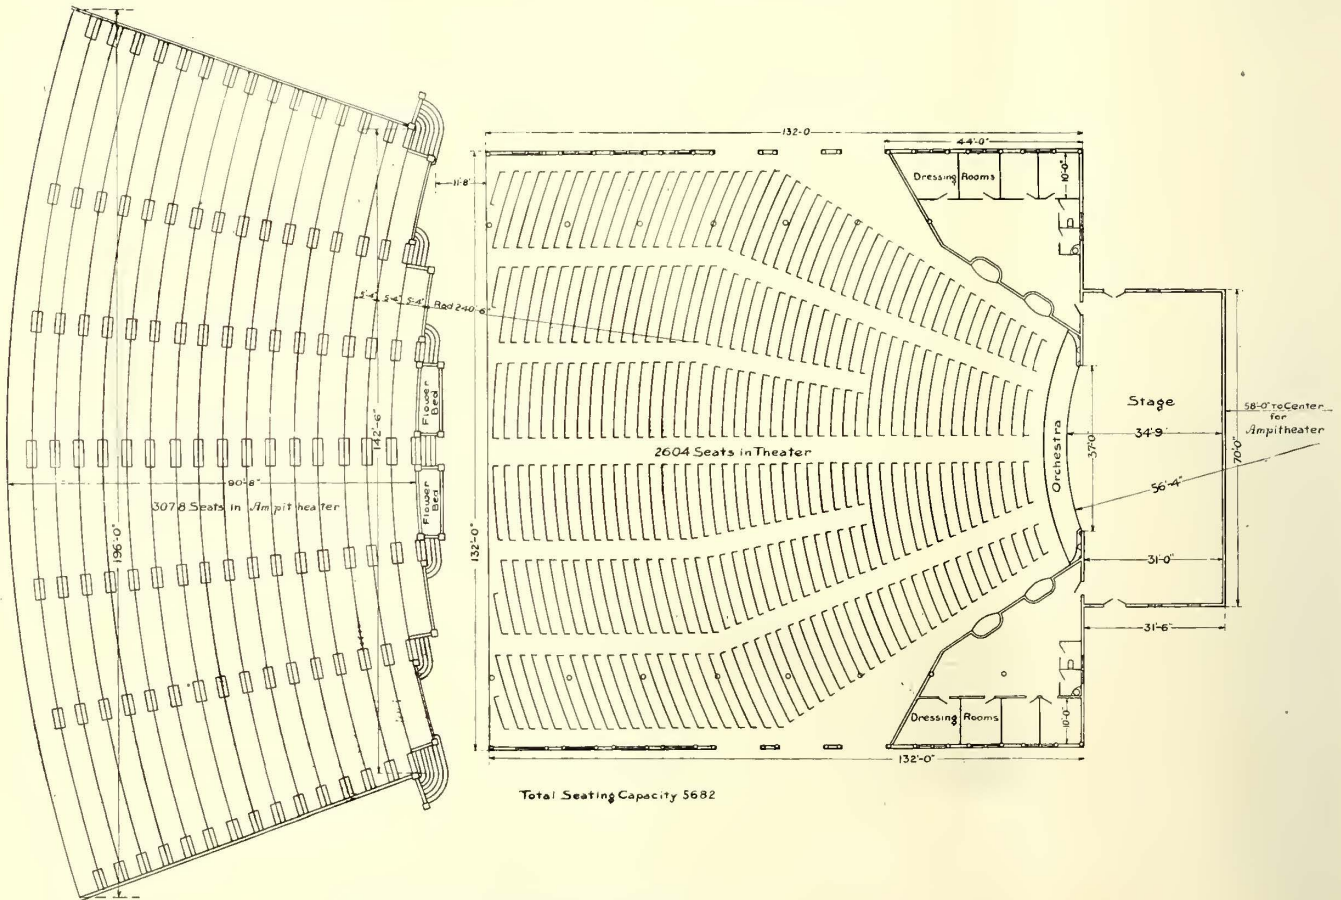 132-0
44'-0"
Dressing Rooms
10'-0"
11'-8"
5'-4" 5'-4" 5'-4" Rad 240'-6"
Flower
Bed
142'-6"
Stage
58'-0" To Center
for
Ampitheater
34'9"
37'-0"
70'-0"
Orchestra
2604 Seats in Theater
90'-8"
3078 Seats in Ampitheater
Flower
Bed
56'-4"
196'-0"
132'-0"
31'-0"
31'-6"
Dressing Rooms
10'-0"
132'-0"
Total Seating Capacity 5682